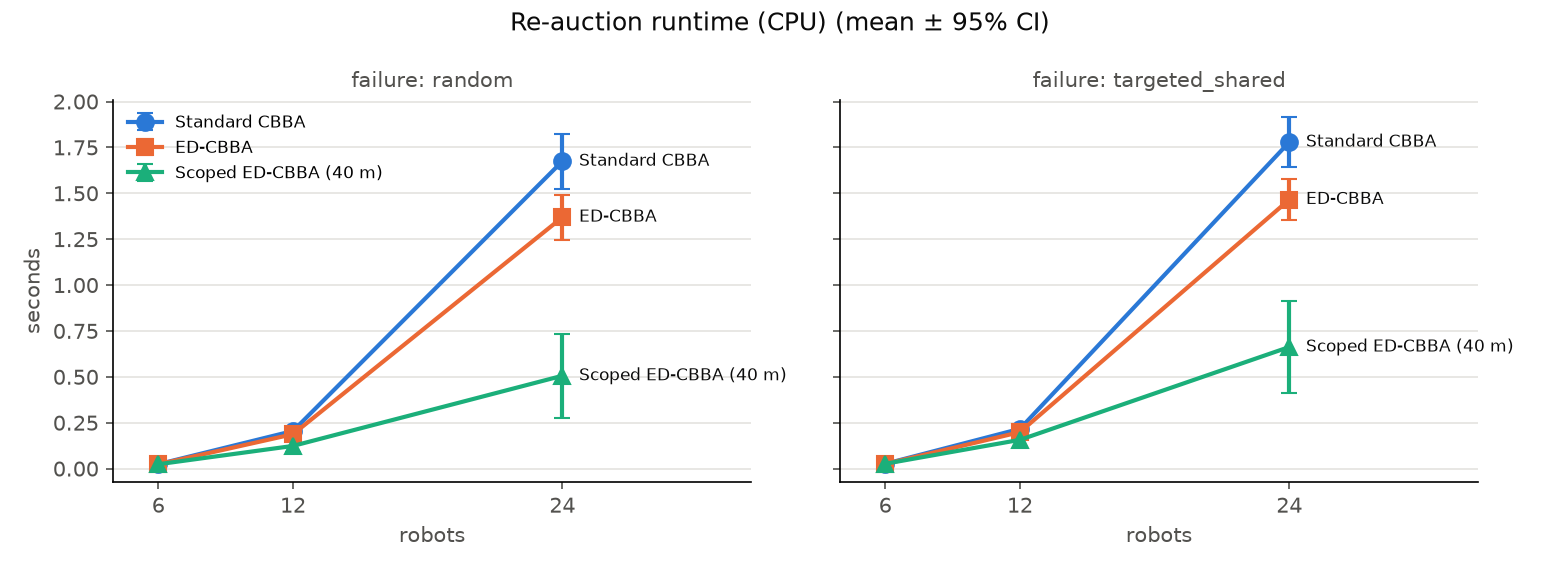 Re-auction runtime (CPU) (mean ± 95% CI)
failure: random
2.00
1.75
1.50
1.25
1.00
0.75
0.50
0.25
0.00
seconds
Standard CBBA
ED-CBBA
Scoped ED-CBBA (40 m)
Standard CBBA
ED-CBBA
Scoped ED-CBBA (40 m)
6
12
24
robots
failure: targeted_shared
Standard CBBA
ED-CBBA
Scoped ED-CBBA (40 m)
6
12
24
robots